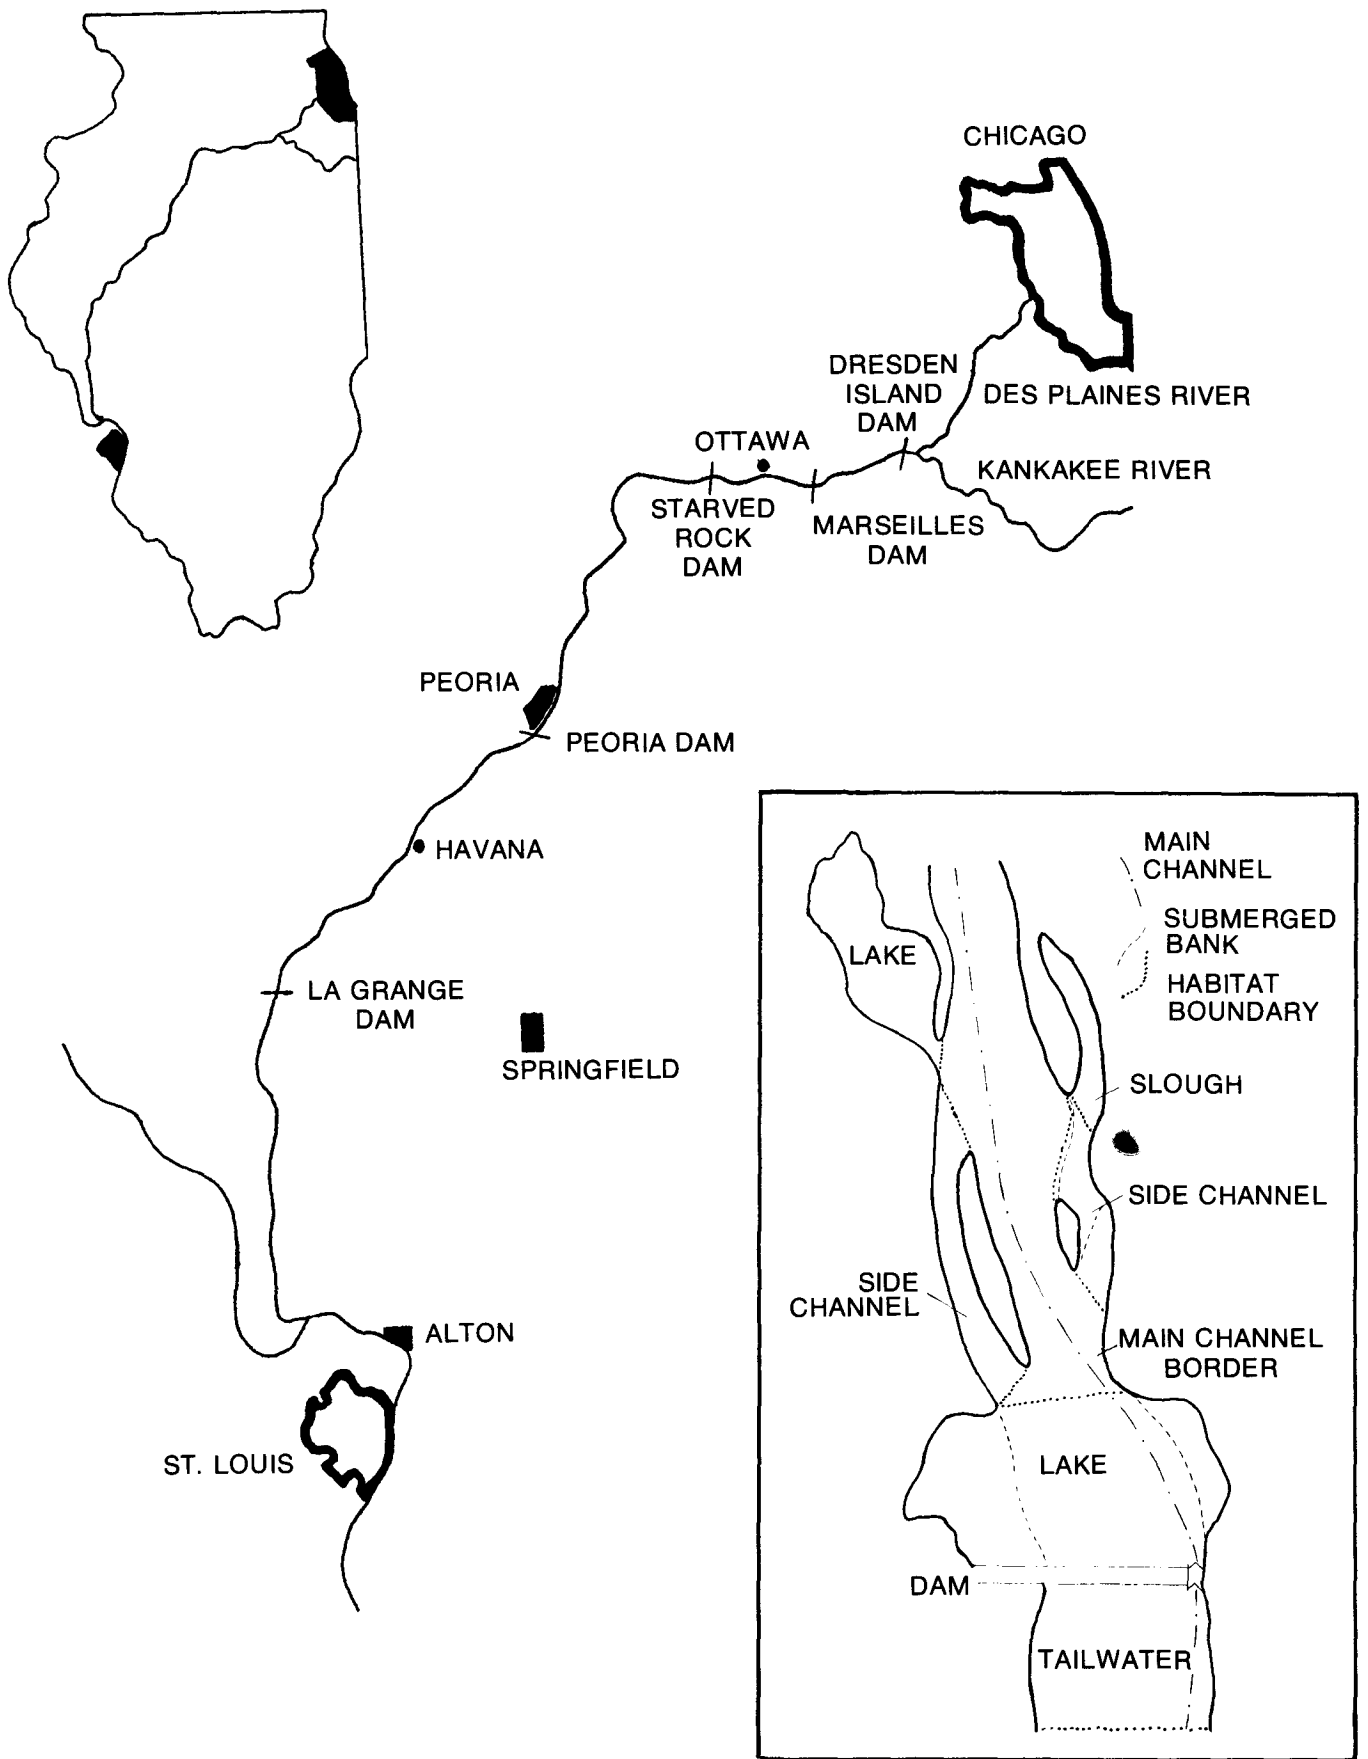 CHICAGO
DRESDEN
ISLAND
DAM
DES PLAINES RIVER
OTTAWA
KANKAKEE RIVER
STARVED
ROCK
DAM
MARSEILLES
DAM
PEORIA
PEORIA DAM
HAVANA
LA GRANGE
DAM
SPRINGFIELD
ALTON
ST. LOUIS
MAIN
CHANNEL
SUBMERGED
BANK
HABITAT
BOUNDARY
LAKE
SLOUGH
SIDE CHANNEL
SIDE
CHANNEL
MAIN CHANNEL
BORDER
LAKE
DAM
TAILWATER